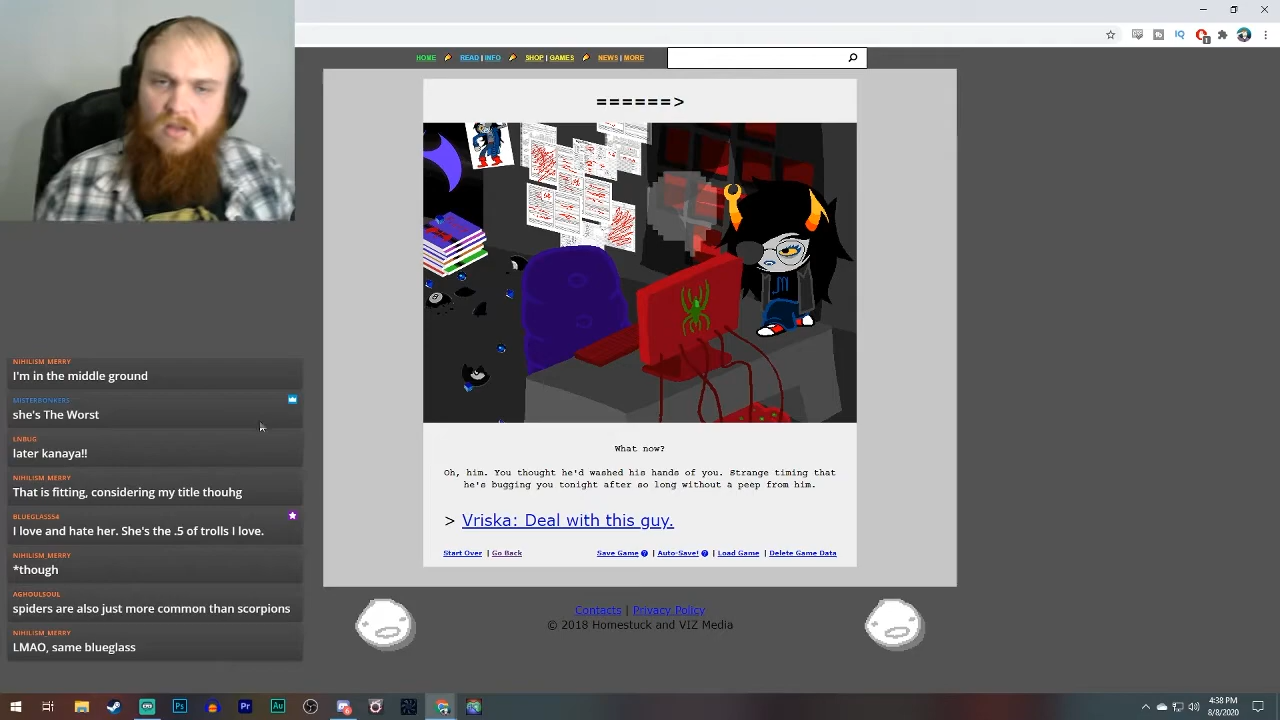 HOME READ | INFO SHOP | GAMES NEWS | MORE
======>
What now?
Oh, him. You thought he'd washed his hands of you. Strange timing that
he's bugging you tonight after so long without a peep from him.
> Vriska: Deal with this guy.
Start Over | Go Back Save Game ? | Auto-Save! ? | Load Game | Delete Game Data
Contacts | Privacy Policy
© 2018 Homestuck and VIZ Media
NIHILISM_MERRY
I'm in the middle ground
MISTERBONKERS
she's The Worst
LNBUG
later kanaya!!
NIHILISM_MERRY
That is fitting, considering my title thouhg
BLUEGLASS54
I love and hate her. She's the .5 of trolls I love.
NIHILISM_MERRY
*though
AGHOULSOUL
spiders are also just more common than scorpions
NIHILISM_MERRY
LMAO, same blueglass
4:38 PM
8/8/2020